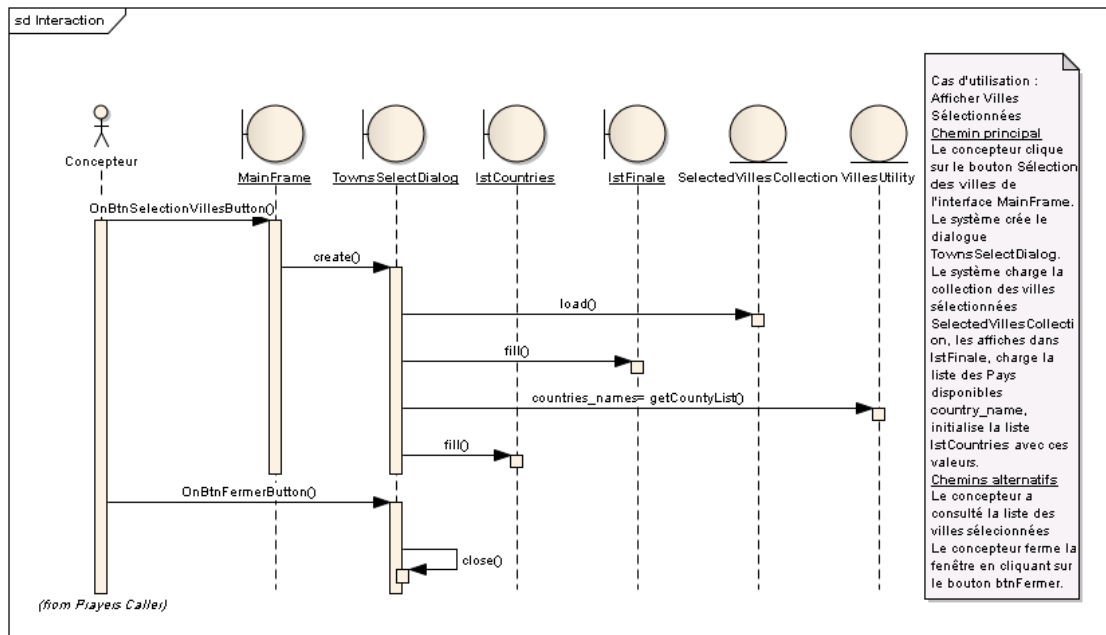 sd Interaction
Concepteur
MainFrame
TownsSelectDialog
lstCountries
lstFinale
SelectedVillesCollection
VillesUtility
OnBtnSelectionVillesButton()
create()
load()
fill()
countries_names= getCountyList()
fill()
OnBtnFermerButton()
close()
(from Prayers Caller)
Cas d'utilisation :
Afficher Villes
Sélectionnées
Chemin principal
Le concepteur clique
sur le bouton Sélection
des villes de
l'interface MainFrame.
Le système crée le
dialogue
TownsSelectDialog.
Le système charge la
collection des villes
sélectionnées
SelectedVillesCollecti
on, les affiches dans
lstFinale, charge la
liste des Pays
disponibles
country_name,
initialise la liste
lstCountries avec ces
valeurs.
Chemins alternatifs
Le concepteur a
consulté la liste des
villes sélecionnées
Le concepteur ferme la
fenêtre en cliquant sur
le bouton btnFermer.